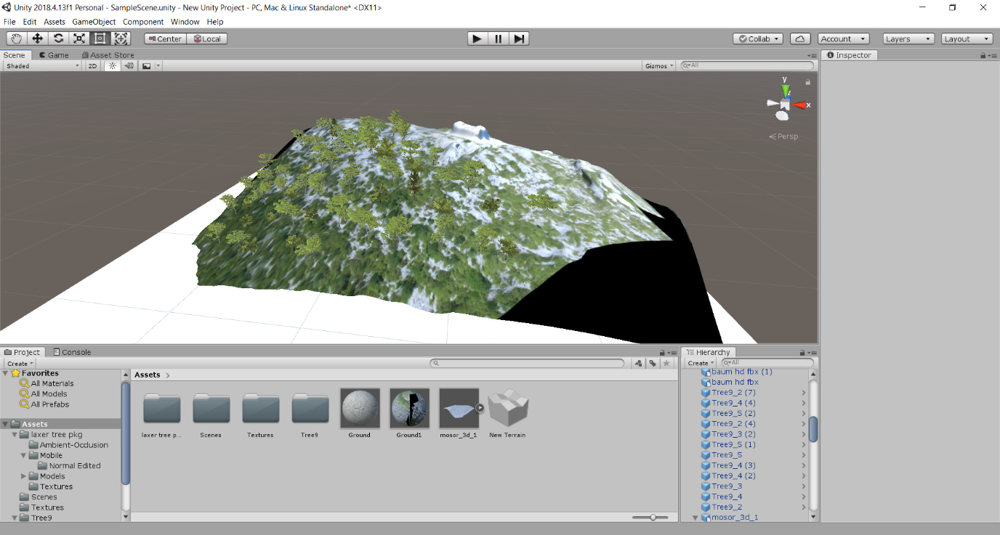 Unity 2018.4.13f1 Personal - SampleScene.unity - New Unity Project - PC, Mac & Linux Standalone* <DX11>
File Edit Assets GameObject Component Window Help
Center Local Collab Account Layers Layout
Scene Game Asset Store Inspector
Shaded 2D Gizmos All
y
z
x
Persp
Project Console
Create
Favorites
All Materials
All Models
All Prefabs
Assets
laxer tree pkg
Ambient-Occlusion
Mobile
Normal Edited
Models
Textures
Scenes
Textures
Tree9
Assets
laxer tree p... Scenes Textures Tree9 Ground Ground1 mosor_3d_1 New Terrain
Hierarchy
Create All
baum hd fbx (1)
baum hd fbx
Tree9_2 (7)
Tree9_4 (4)
Tree9_5 (2)
Tree9_2 (4)
Tree9_3 (2)
Tree9_5 (1)
Tree9_5
Tree9_4 (3)
Tree9_4 (2)
Tree9_3
Tree9_4
Tree9_2
mosor_3d_1